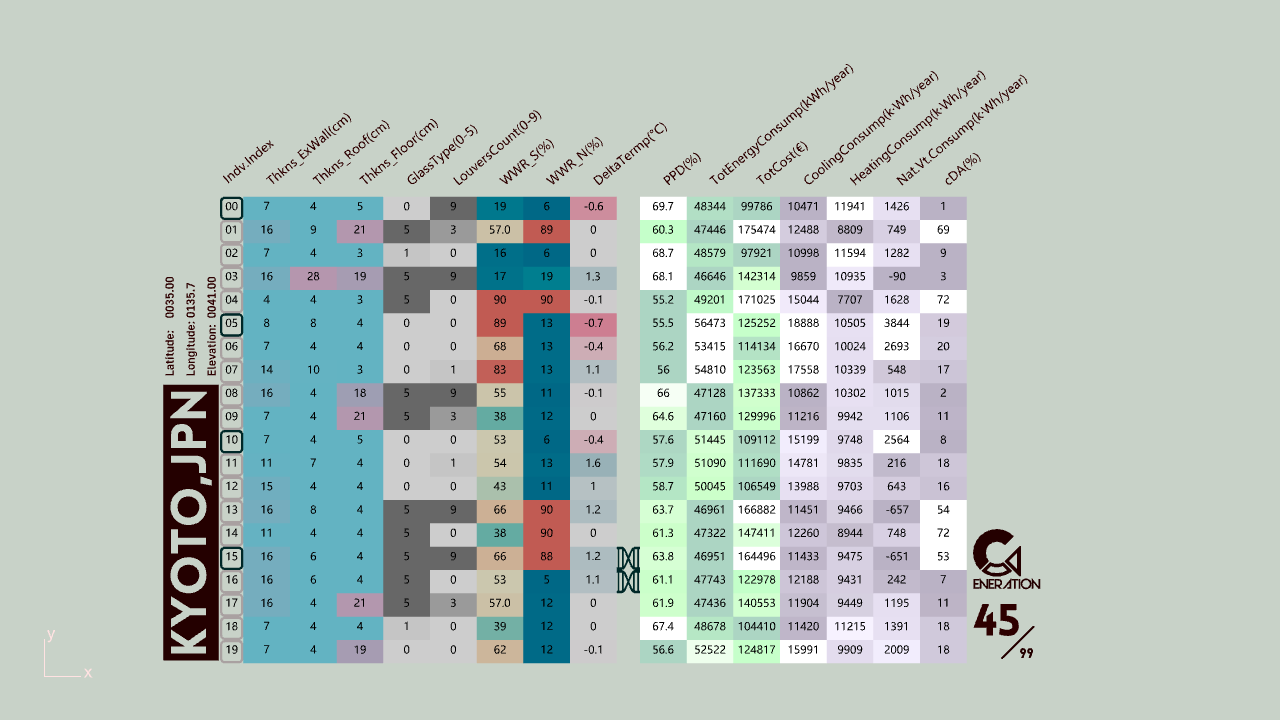 Indv.Index Thkns_ExWall(cm) Thkns_Roof(cm) Thkns_Floor(cm) GlassType(0-5) LouversCount(0-9) WWR_S(%) WWR_N(%) DeltaTermp(°C) PPD(%) TotEnergyConsump(kWh/year) TotCost(€) CoolingConsump(k·Wh/year) HeatingConsump(k·Wh/year) Nat.Vt.Consump(k·Wh/year) cDA(%)
00 7 4 5 0 9 19 6 -0.6 69.7 48344 99786 10471 11941 1426 1
01 16 9 21 5 3 57.0 89 0 60.3 47446 175474 12488 8809 749 69
02 7 4 3 1 0 16 6 0 68.7 48579 97921 10998 11594 1282 9
03 16 28 19 5 9 17 19 1.3 68.1 46646 142314 9859 10935 -90 3
04 4 4 3 5 0 90 90 -0.1 55.2 49201 171025 15044 7707 1628 72
05 8 8 4 0 0 89 13 -0.7 55.5 56473 125252 18888 10505 3844 19
06 7 4 4 0 0 68 13 -0.4 56.2 53415 114134 16670 10024 2693 20
07 14 10 3 0 1 83 13 1.1 56 54810 123563 17558 10339 548 17
08 16 4 18 5 9 55 11 -0.1 66 47128 137333 10862 10302 1015 2
09 7 4 21 5 3 38 12 0 64.6 47160 129996 11216 9942 1106 11
10 7 4 5 0 0 53 6 -0.4 57.6 51445 109112 15199 9748 2564 8
11 11 7 4 0 1 54 13 1.6 57.9 51090 111690 14781 9835 216 18
12 15 4 4 0 0 43 11 1 58.7 50045 106549 13988 9703 643 16
13 16 8 4 5 9 66 90 1.2 63.7 46961 166882 11451 9466 -657 54
14 11 4 4 5 0 38 90 0 61.3 47322 147411 12260 8944 748 72
15 16 6 4 5 9 66 88 1.2 63.8 46951 164496 11433 9475 -651 53
16 16 6 4 5 0 53 5 1.1 61.1 47743 122978 12188 9431 242 7
17 16 4 21 5 3 57.0 12 0 61.9 47436 140553 11904 9449 1195 11
18 7 4 4 1 0 39 12 0 67.4 48678 104410 11420 11215 1391 18
19 7 4 19 0 0 62 12 -0.1 56.6 52522 124817 15991 9909 2009 18
Latitude: 0035.00
Longitude: 0135.7
Elevation: 0041.00
KYOTO,JPN
ENERATION
45/99
y
x